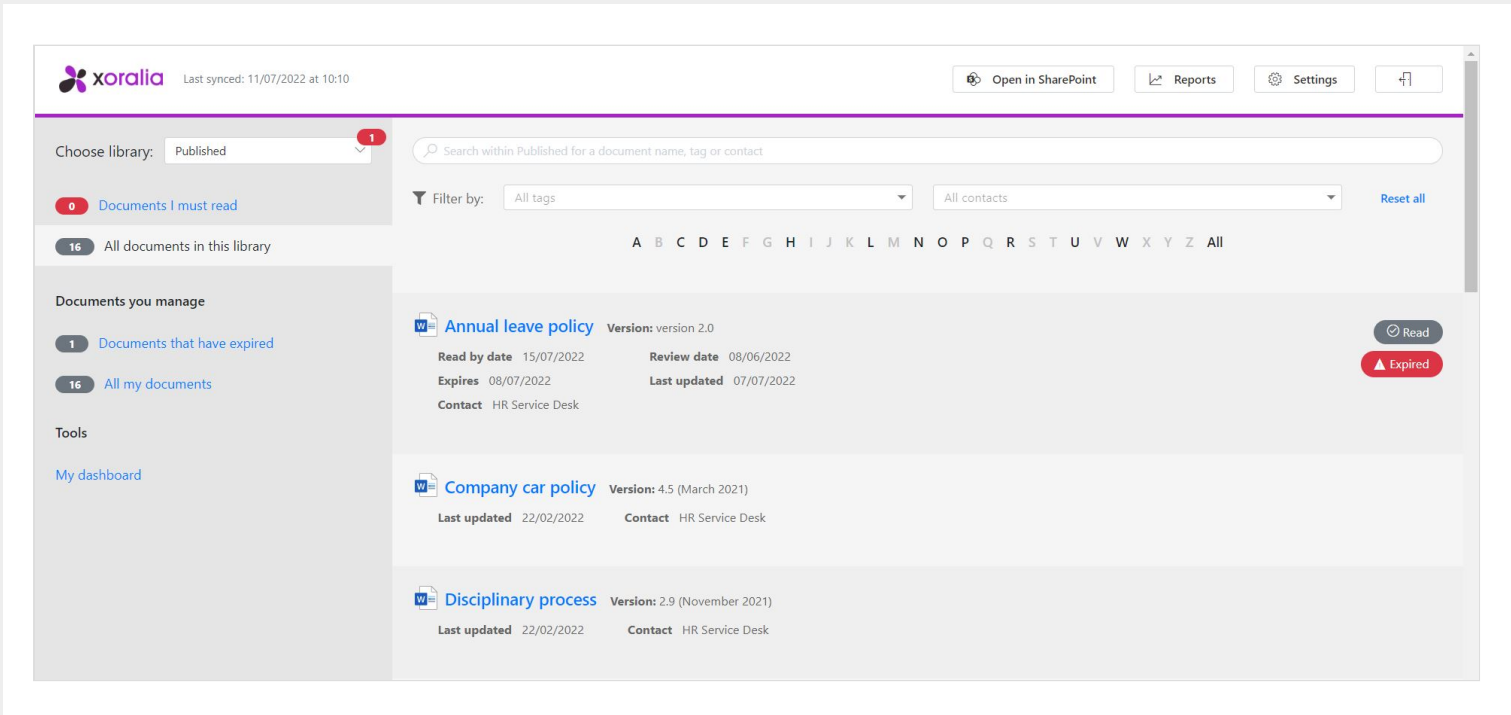 xoralia Last synced: 11/07/2022 at 10:10 Open in SharePoint Reports Settings
Choose library: Published 1
0 Documents I must read
16 All documents in this library
Documents you manage
1 Documents that have expired
16 All my documents
Tools
My dashboard
Search within Published for a document name, tag or contact
Filter by: All tags All contacts Reset all
A B C D E F G H I J K L M N O P Q R S T U V W X Y Z All
Annual leave policy Version: version 2.0 Read
Read by date 15/07/2022 Review date 08/06/2022 Expired
Expires 08/07/2022 Last updated 07/07/2022
Contact HR Service Desk
Company car policy Version: 4.5 (March 2021)
Last updated 22/02/2022 Contact HR Service Desk
Disciplinary process Version: 2.9 (November 2021)
Last updated 22/02/2022 Contact HR Service Desk